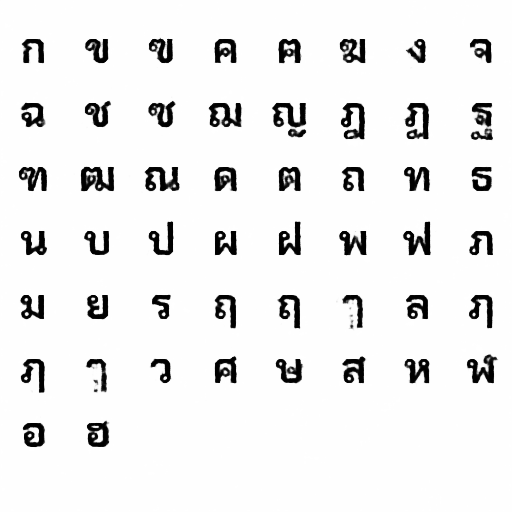 ก ข ฃ ค ฅ ฆ ง จ
ฉ ช ซ ฌ ญ ฎ ฏ ฐ
ฑ ฒ ณ ด ต ถ ท ธ
น บ ป ผ ฝ พ ฟ ภ
ม ย ร ฤ ฤ ๅ ล ฦ
ฦ ๅ ว ศ ษ ส ห ฬ
อ ฮ